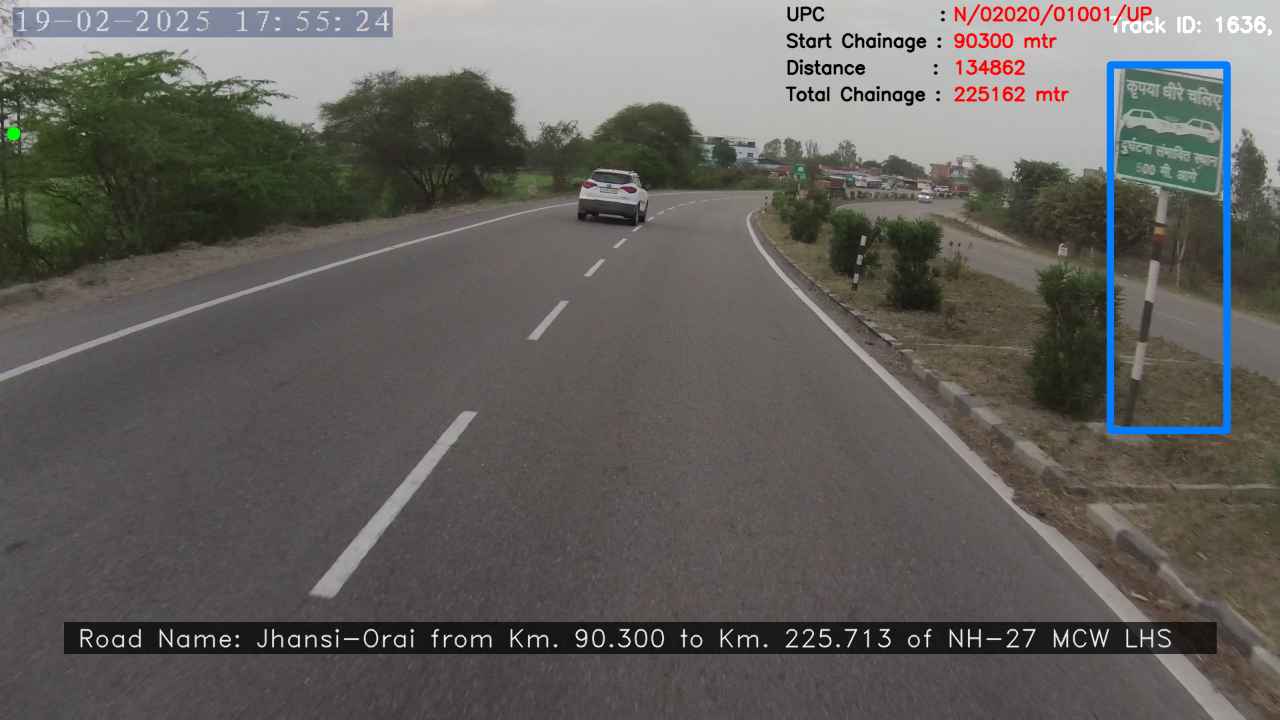 19-02-2025 17:55:24
UPC : N/02020/01001/UP
Track ID: 1636,
Start Chainage : 90300 mtr
Distance : 134862
Total Chainage : 225162 mtr
कृपया धीरे चलिए
दुर्घटना संभावित स्थान
500 मी. आगे
Road Name: Jhansi-Orai from Km. 90.300 to Km. 225.713 of NH-27 MCW LHS